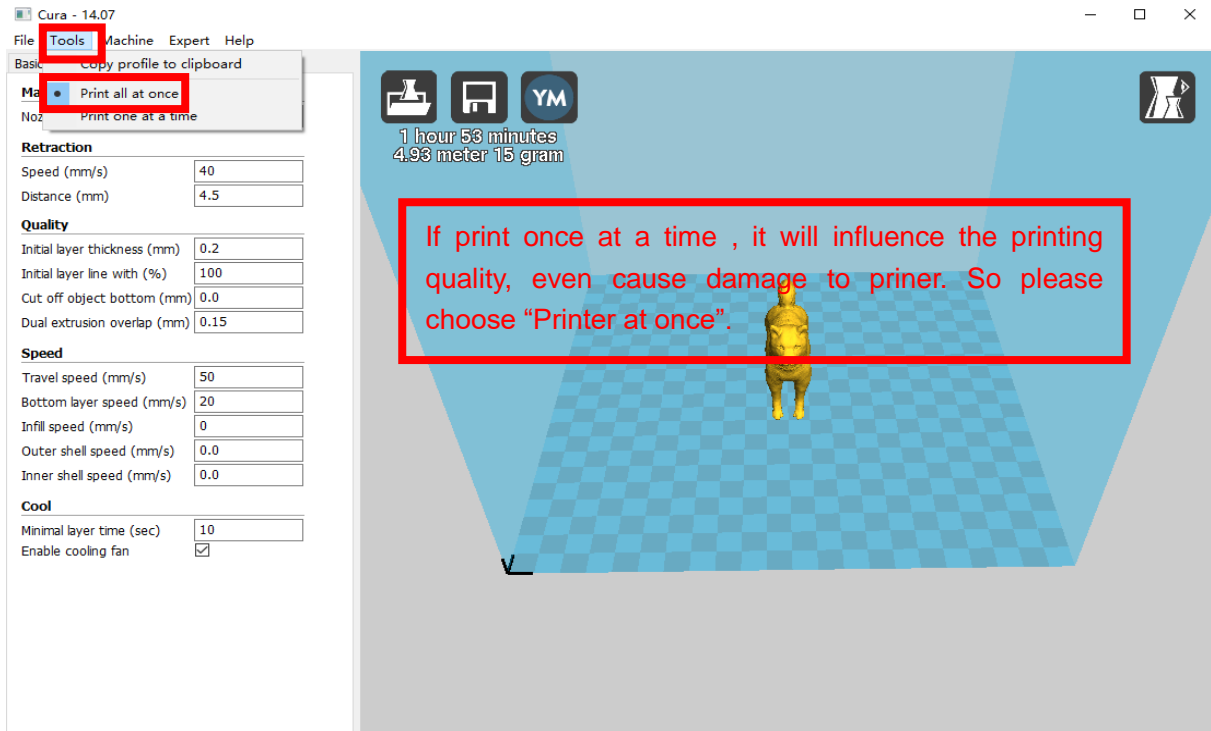 Cura - 14.07
File Tools Machine Expert Help
Basic
Copy profile to clipboard
Print all at once
Print one at a time
Ma
Noz
Retraction
Speed (mm/s) 40
Distance (mm) 4.5
Quality
Initial layer thickness (mm) 0.2
Initial layer line with (%) 100
Cut off object bottom (mm) 0.0
Dual extrusion overlap (mm) 0.15
Speed
Travel speed (mm/s) 50
Bottom layer speed (mm/s) 20
Infill speed (mm/s) 0
Outer shell speed (mm/s) 0.0
Inner shell speed (mm/s) 0.0
Cool
Minimal layer time (sec) 10
Enable cooling fan
YM
1 hour 53 minutes
4.93 meter 15 gram
If print once at a time , it will influence the printing
quality, even cause damage to priner. So please
choose “Printer at once”.